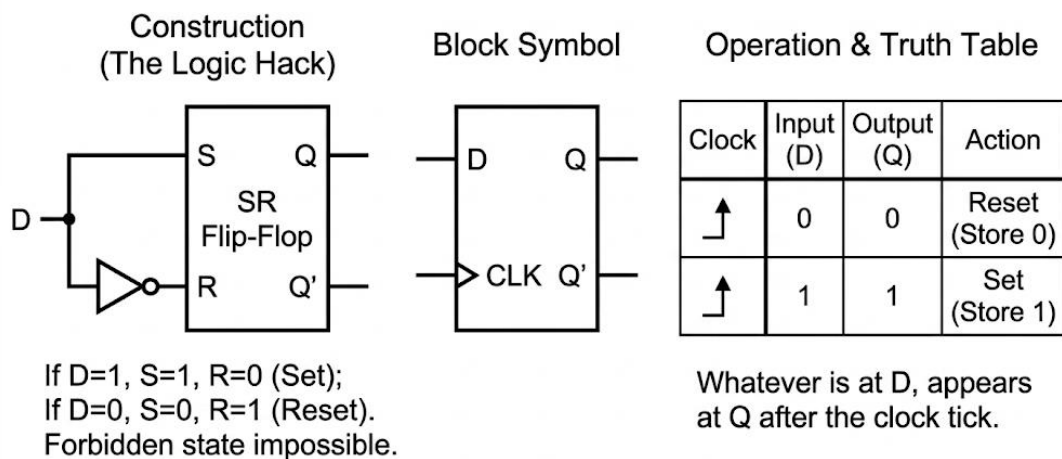 Construction
(The Logic Hack)
D
S
Q
SR
Flip-Flop
R
Q'
If D=1, S=1, R=0 (Set);
If D=0, S=0, R=1 (Reset).
Forbidden state impossible.
Block Symbol
D
Q
CLK
Q'
Operation & Truth Table
Clock
Input
(D)
Output
(Q)
Action
0
0
Reset
(Store 0)
1
1
Set
(Store 1)
Whatever is at D, appears
at Q after the clock tick.